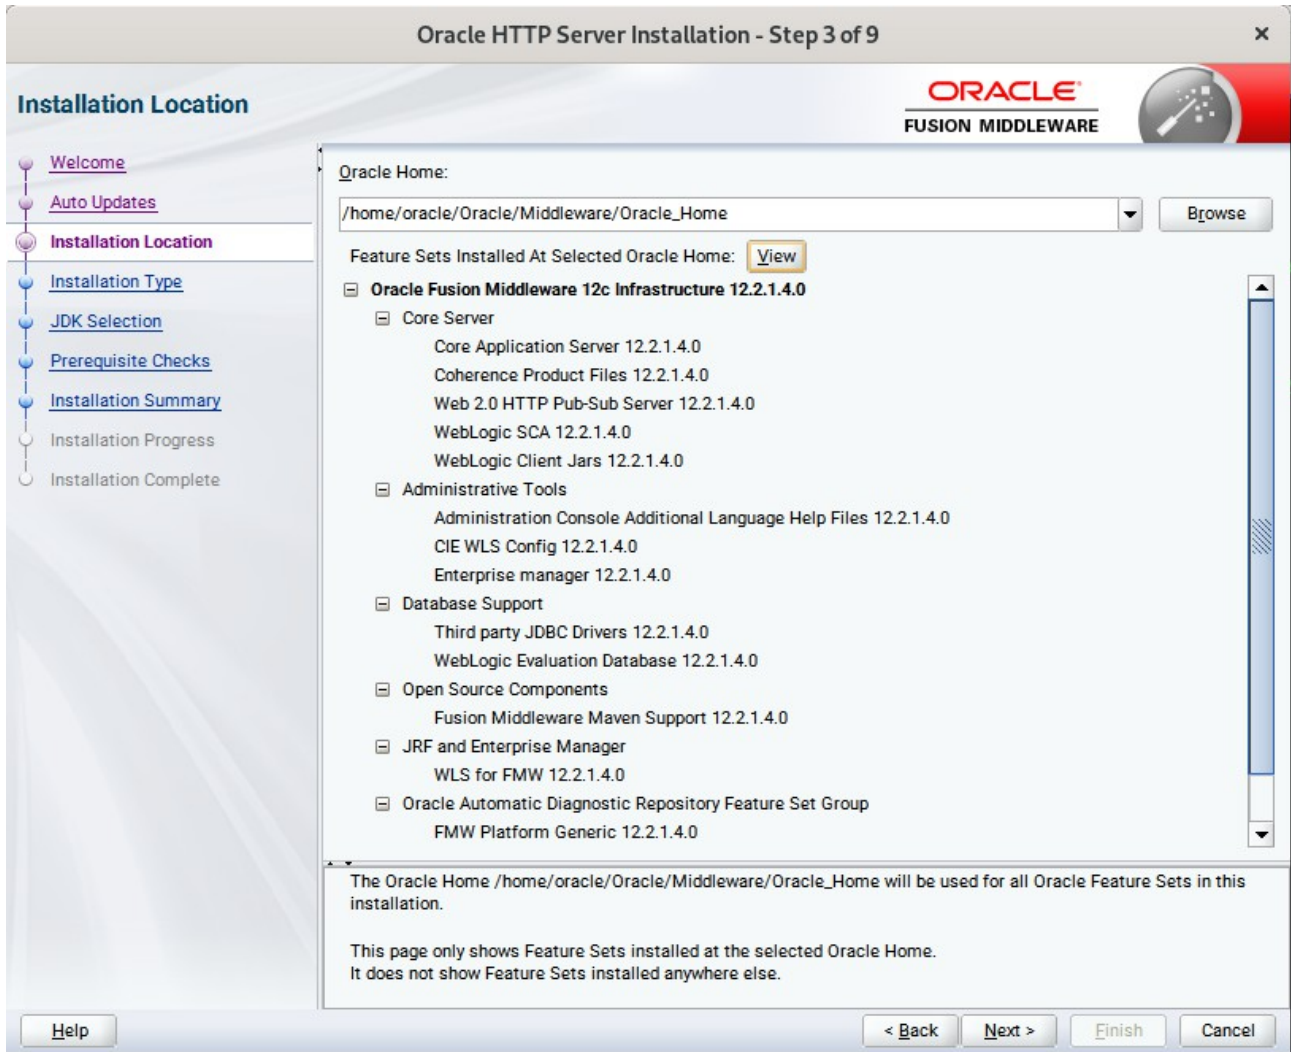 Oracle HTTP Server Installation - Step 3 of 9
Installation Location
ORACLE
FUSION MIDDLEWARE
Welcome
Auto Updates
Installation Location
Installation Type
JDK Selection
Prerequisite Checks
Installation Summary
Installation Progress
Installation Complete
Oracle Home:
/home/oracle/Oracle/Middleware/Oracle_Home
Browse
Feature Sets Installed At Selected Oracle Home: View
Oracle Fusion Middleware 12c Infrastructure 12.2.1.4.0
Core Server
Core Application Server 12.2.1.4.0
Coherence Product Files 12.2.1.4.0
Web 2.0 HTTP Pub-Sub Server 12.2.1.4.0
WebLogic SCA 12.2.1.4.0
WebLogic Client Jars 12.2.1.4.0
Administrative Tools
Administration Console Additional Language Help Files 12.2.1.4.0
CIE WLS Config 12.2.1.4.0
Enterprise manager 12.2.1.4.0
Database Support
Third party JDBC Drivers 12.2.1.4.0
WebLogic Evaluation Database 12.2.1.4.0
Open Source Components
Fusion Middleware Maven Support 12.2.1.4.0
JRF and Enterprise Manager
WLS for FMW 12.2.1.4.0
Oracle Automatic Diagnostic Repository Feature Set Group
FMW Platform Generic 12.2.1.4.0
The Oracle Home /home/oracle/Oracle/Middleware/Oracle_Home will be used for all Oracle Feature Sets in this
installation.
This page only shows Feature Sets installed at the selected Oracle Home.
It does not show Feature Sets installed anywhere else.
Help
< Back
Next >
Finish
Cancel